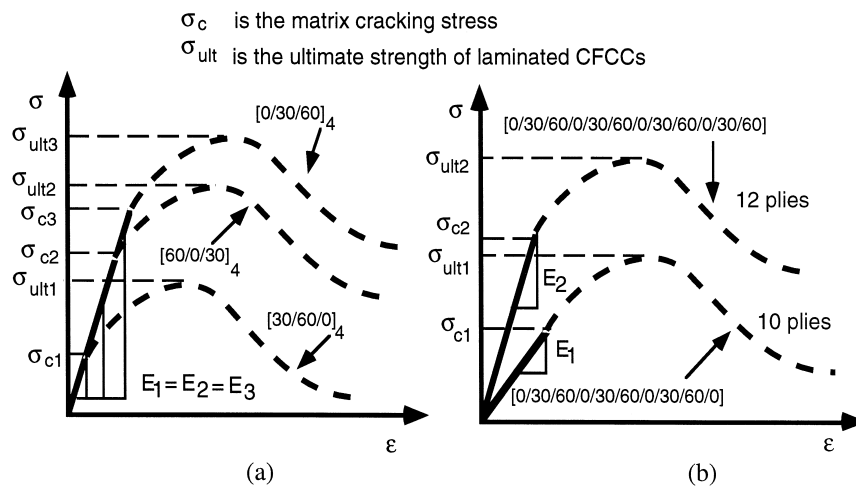 σc is the matrix cracking stress
σult is the ultimate strength of laminated CFCCs
σ
σult3
σult2
σc3
σc2
σult1
σc1
[0/30/60]4
[60/0/30]4
[30/60/0]4
E1 = E2 = E3
ε
(a)
σ
[0/30/60/0/30/60/0/30/60/0/30/60]
σult2
12 plies
σc2
σult1
E2
σc1
10 plies
E1
[0/30/60/0/30/60/0/30/60/0]
ε
(b)